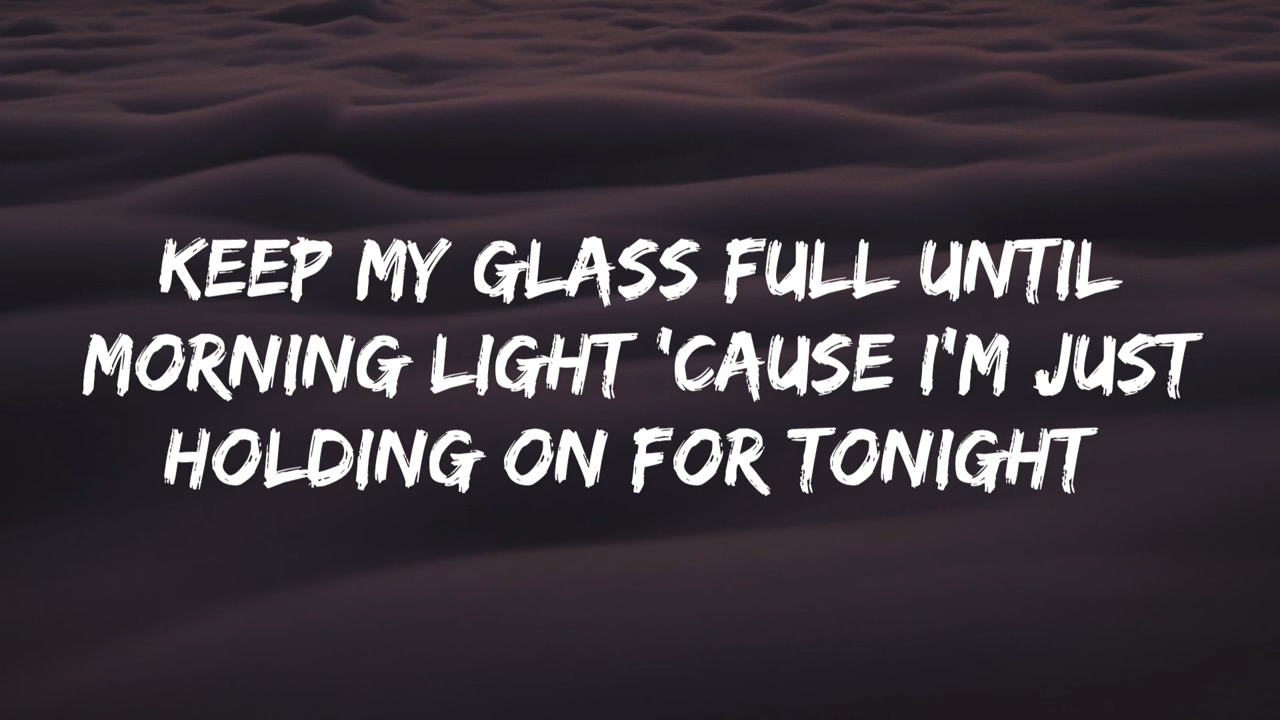 KEEP MY GLASS FULL UNTIL
MORNING LIGHT 'CAUSE I'M JUST
HOLDING ON FOR TONIGHT